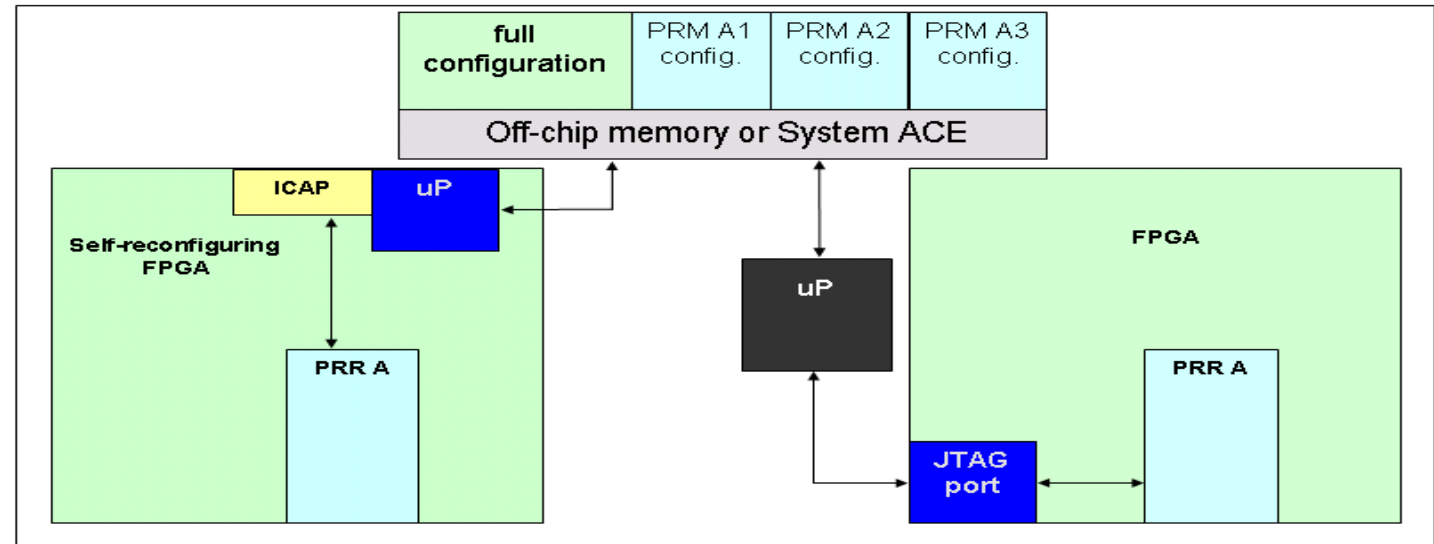 full
configuration
PRM A1
config.
PRM A2
config.
PRM A3
config.
Off-chip memory or System ACE
ICAP
uP
Self-reconfiguring
FPGA
PRR A
uP
FPGA
PRR A
JTAG
port